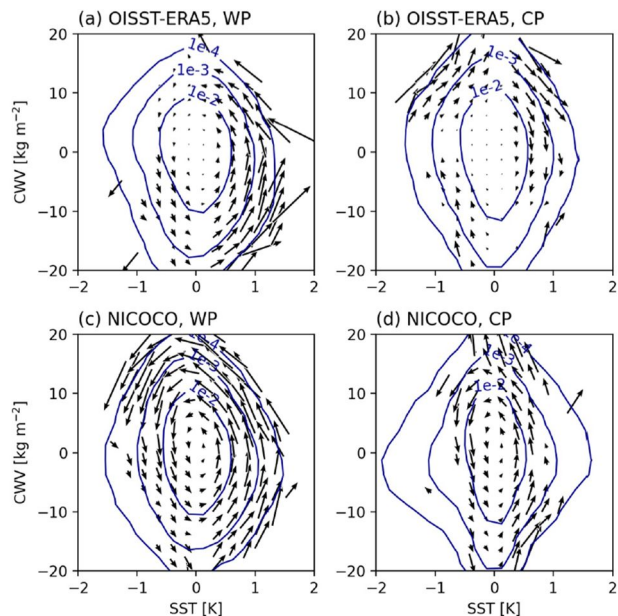 (a) OISST-ERA5, WP
(b) OISST-ERA5, CP
20
10
0
−10
−20
CWV [kg m−2]
1e-4
1e-3
1e-2
−2
−1
0
1
2
20
10
0
−10
−20
1e-3
1e-2
−2
−1
0
1
2
(c) NICOCO, WP
(d) NICOCO, CP
20
10
0
−10
−20
CWV [kg m−2]
1e-4
1e-3
1e-2
−2
−1
0
1
2
SST [K]
20
10
0
−10
−20
1e-4
1e-3
1e-2
−2
−1
0
1
2
SST [K]